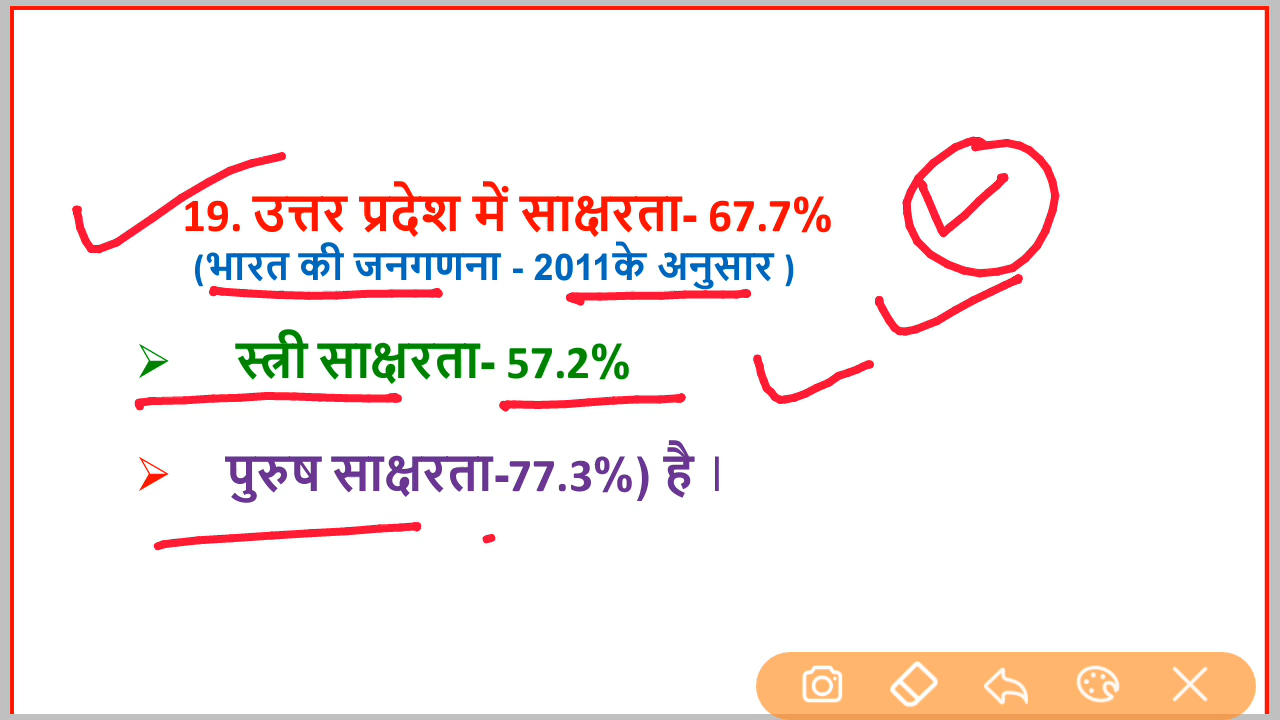 19. उत्तर प्रदेश में साक्षरता- 67.7%
(भारत की जनगणना - 2011के अनुसार )
स्त्री साक्षरता- 57.2%
पुरुष साक्षरता-77.3%) है ।